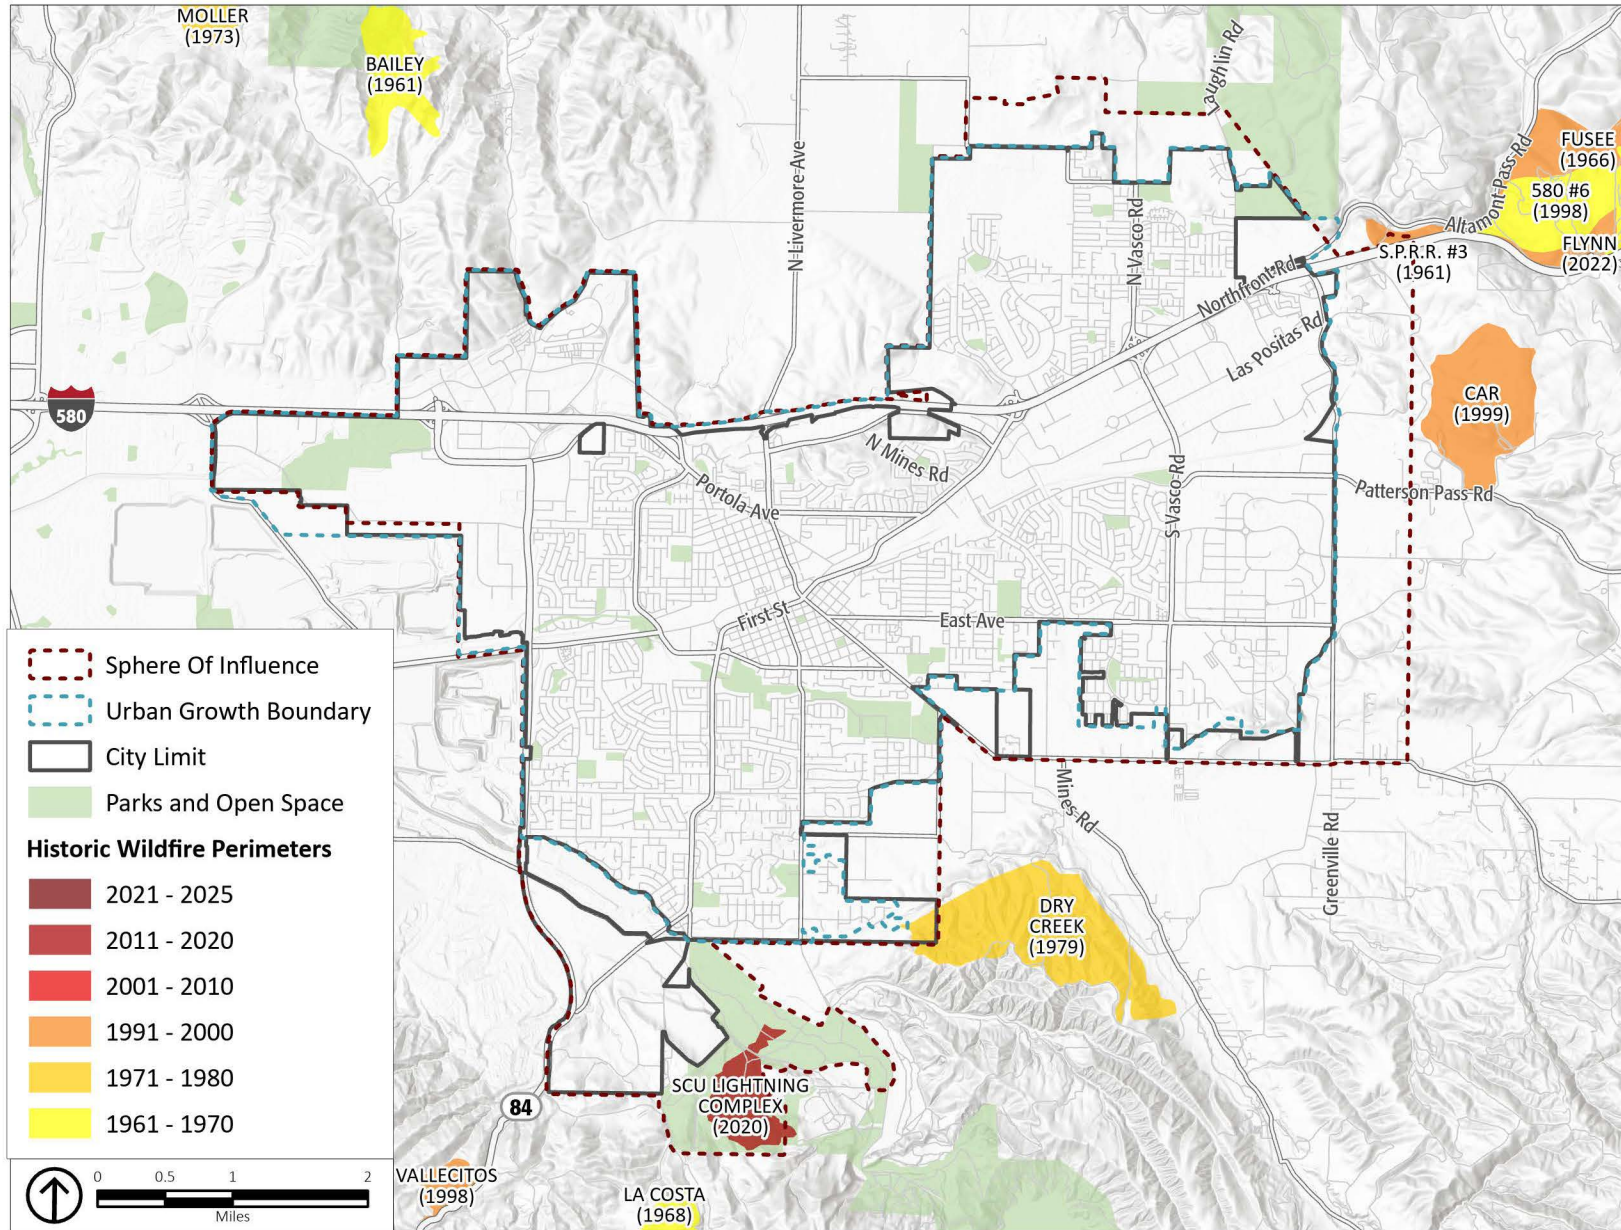 MOLLER
(1973)
BAILEY
(1961)
Laughlin Rd
N Livermore Ave
N Vasco Rd
Altamont Pass Rd
FUSEE
(1966)
580 #6
(1998)
FLYNN
(2022)
S.P.R.R. #3
(1961)
Northfront Rd
Las Positas Rd
CAR
(1999)
580
N Mines Rd
Portola Ave
S Vasco Rd
Patterson Pass Rd
First St
East Ave
Mines Rd
Greenville Rd
DRY
CREEK
(1979)
SCU LIGHTNING
COMPLEX
(2020)
84
VALLECITOS
(1998)
LA COSTA
(1968)
Sphere Of Influence
Urban Growth Boundary
City Limit
Parks and Open Space
Historic Wildfire Perimeters
2021 - 2025
2011 - 2020
2001 - 2010
1991 - 2000
1971 - 1980
1961 - 1970
0 0.5 1 2
Miles